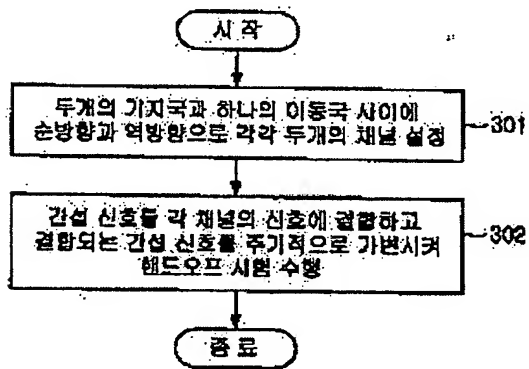 시 작
두개의 기지국과 하나의 이동국 사이에
순방향과 역방향으로 각각 두개의 채널 설정
301
간섭 신호를 각 채널의 신호에 결합하고
결합되는 간섭 신호를 주기적으로 가변시켜
핸드오프 시험 수행
302
종 료